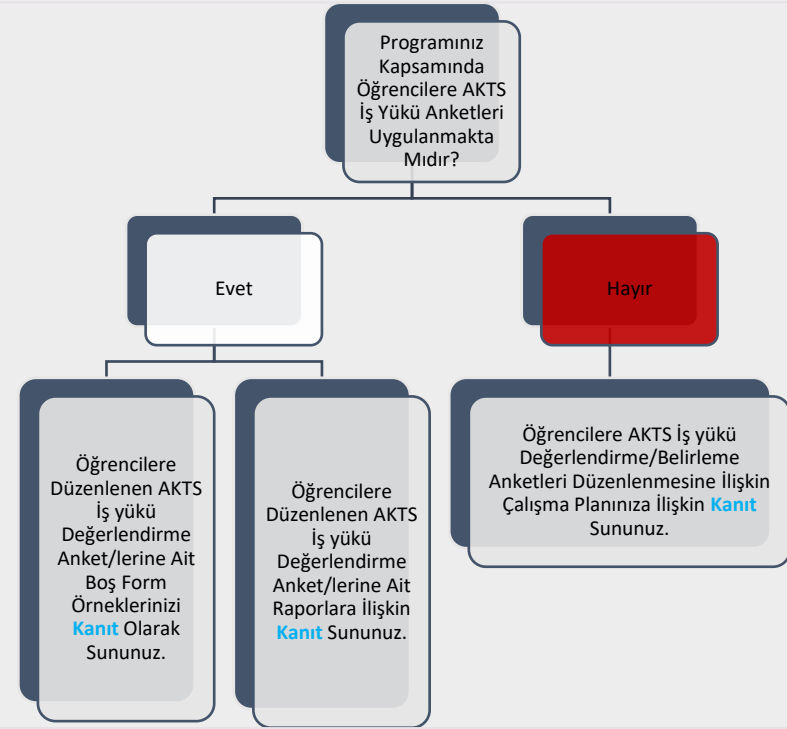 Programınız
Kapsamında
Öğrencilere AKTS
İş Yükü Anketleri
Uygulanmakta
Mıdır?
Evet
Hayır
Öğrencilere
Düzenlenen AKTS
İş yükü
Değerlendirme
Anket/lerine Ait
Boş Form
Örneklerinizi
Kanıt Olarak
Sununuz.
Öğrencilere
Düzenlenen AKTS
İş yükü
Değerlendirme
Anket/lerine Ait
Raporlara İlişkin
Kanıt Sununuz.
Öğrencilere AKTS İş yükü
Değerlendirme/Belirleme
Anketleri Düzenlenmesine İlişkin
Çalışma Planınıza İlişkin Kanıt
Sununuz.